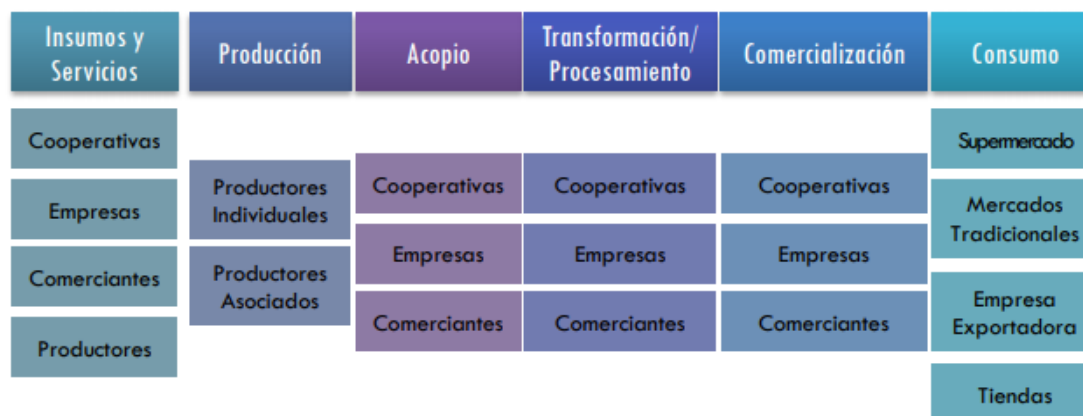 Insumos y
Servicios
Producción
Acopio
Transformación/
Procesamiento
Comercialización
Consumo
Cooperativas
Empresas
Comerciantes
Productores
Productores
Individuales
Productores
Asociados
Cooperativas
Empresas
Comerciantes
Cooperativas
Empresas
Comerciantes
Cooperativas
Empresas
Comerciantes
Supermercado
Mercados
Tradicionales
Empresa
Exportadora
Tiendas